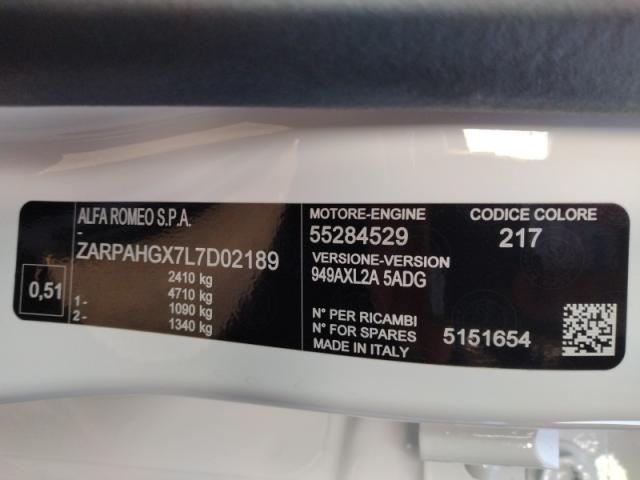 ALFA ROMEO S.P.A.
-
ZARPAHGX7L7D02189
2410 kg
4710 kg
1- 1090 kg
2- 1340 kg
0,51
MOTORE-ENGINE
55284529
VERSIONE-VERSION
949AXL2A 5ADG
N° PER RICAMBI
N° FOR SPARES 5151654
MADE IN ITALY
CODICE COLORE
217